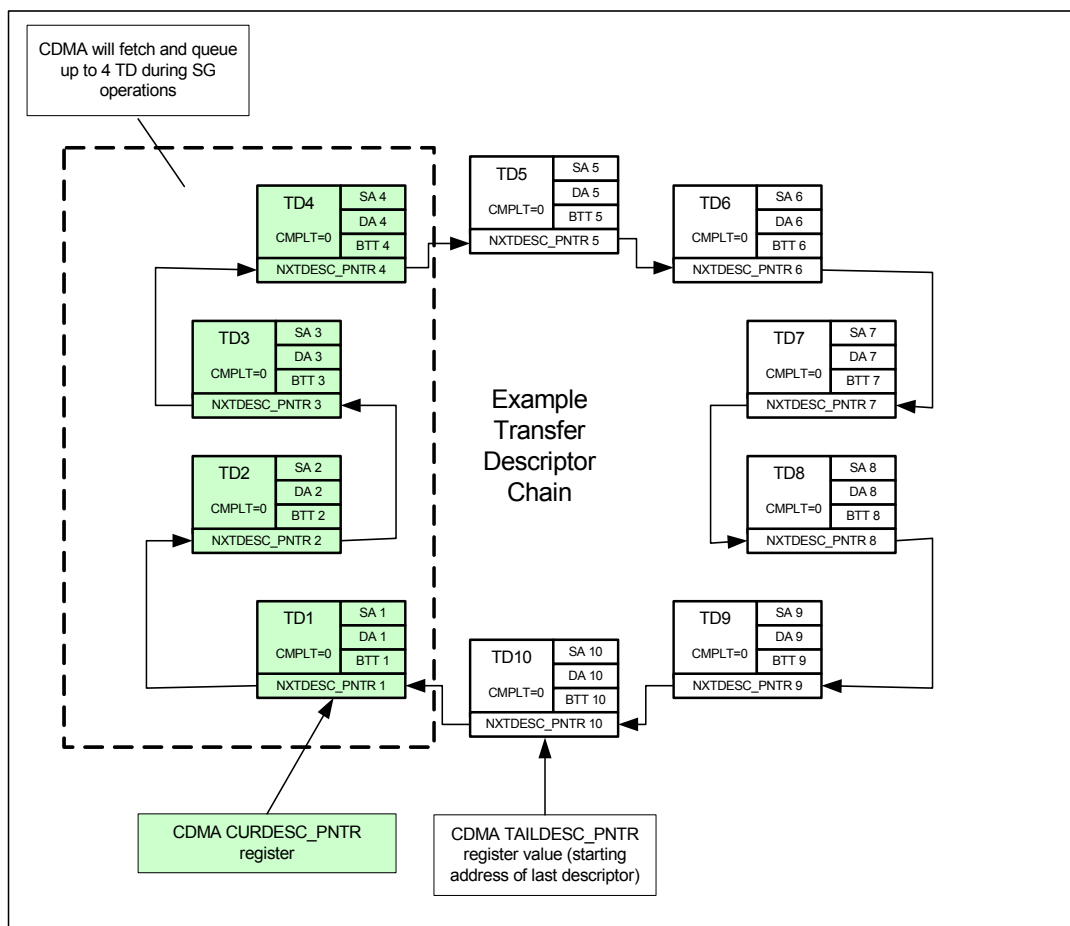 CDMA will fetch and queue
up to 4 TD during SG
operations
TD4
CMPLT=0
SA 4
DA 4
BTT 4
NXTDESC_PNTR 4
TD5
CMPLT=0
SA 5
DA 5
BTT 5
NXTDESC_PNTR 5
TD6
CMPLT=0
SA 6
DA 6
BTT 6
NXTDESC_PNTR 6
TD3
CMPLT=0
SA 3
DA 3
BTT 3
NXTDESC_PNTR 3
TD7
CMPLT=0
SA 7
DA 7
BTT 7
NXTDESC_PNTR 7
Example
Transfer
Descriptor
Chain
TD2
CMPLT=0
SA 2
DA 2
BTT 2
NXTDESC_PNTR 2
TD8
CMPLT=0
SA 8
DA 8
BTT 8
NXTDESC_PNTR 8
TD1
CMPLT=0
SA 1
DA 1
BTT 1
NXTDESC_PNTR 1
TD10
CMPLT=0
SA 10
DA 10
BTT 10
NXTDESC_PNTR 10
TD9
CMPLT=0
SA 9
DA 9
BTT 9
NXTDESC_PNTR 9
CDMA CURDESC_PNTR
register
CDMA TAILDESC_PNTR
register value (starting
address of last descriptor)